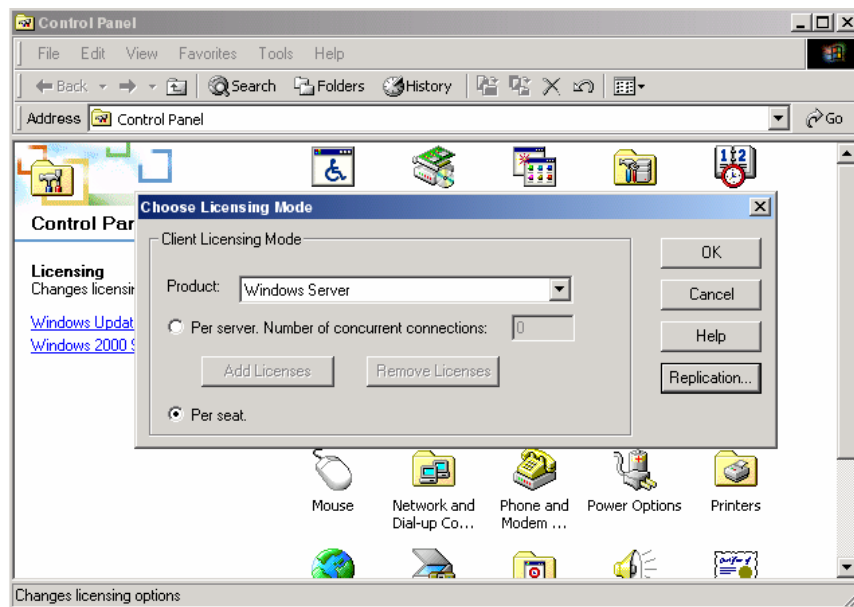 Control Panel
File Edit View Favorites Tools Help
Back Search Folders History
Address Control Panel Go
Choose Licensing Mode
Client Licensing Mode
Product: Windows Server
Per server. Number of concurrent connections: 0
Add Licenses Remove Licenses
Per seat.
OK
Cancel
Help
Replication...
Control Par
Licensing
Changes licensin
Windows Updat
Windows 2000 S
Mouse
Network and
Dial-up Co...
Phone and
Modem ...
Power Options
Printers
Changes licensing options